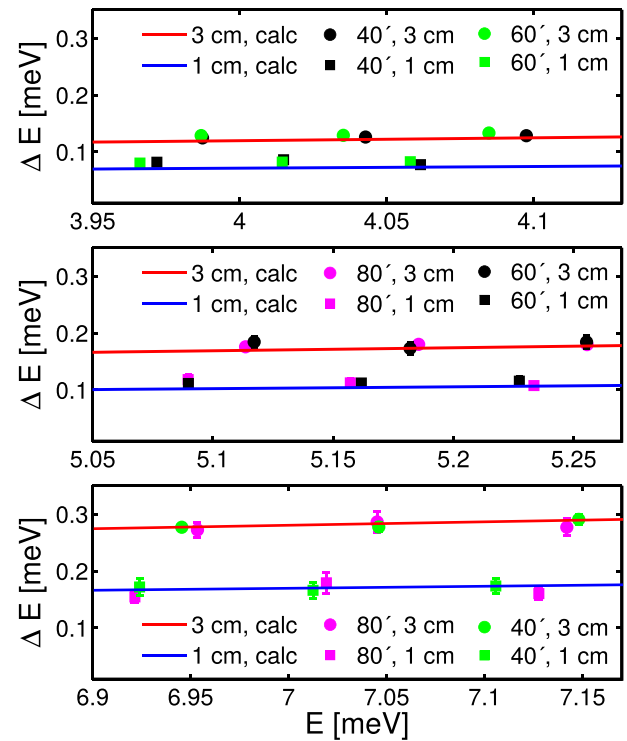 0.3
0.2
0.1
Δ E [meV]
3 cm, calc 40´, 3 cm 60´, 3 cm
1 cm, calc 40´, 1 cm 60´, 1 cm
3.95 4 4.05 4.1
0.3
0.2
0.1
Δ E [meV]
3 cm, calc 80´, 3 cm 60´, 3 cm
1 cm, calc 80´, 1 cm 60´, 1 cm
5.05 5.1 5.15 5.2 5.25
0.3
0.2
0.1
Δ E [meV]
3 cm, calc 80´, 3 cm 40´, 3 cm
1 cm, calc 80´, 1 cm 40´, 1 cm
6.9 6.95 7 7.05 7.1 7.15
E [meV]